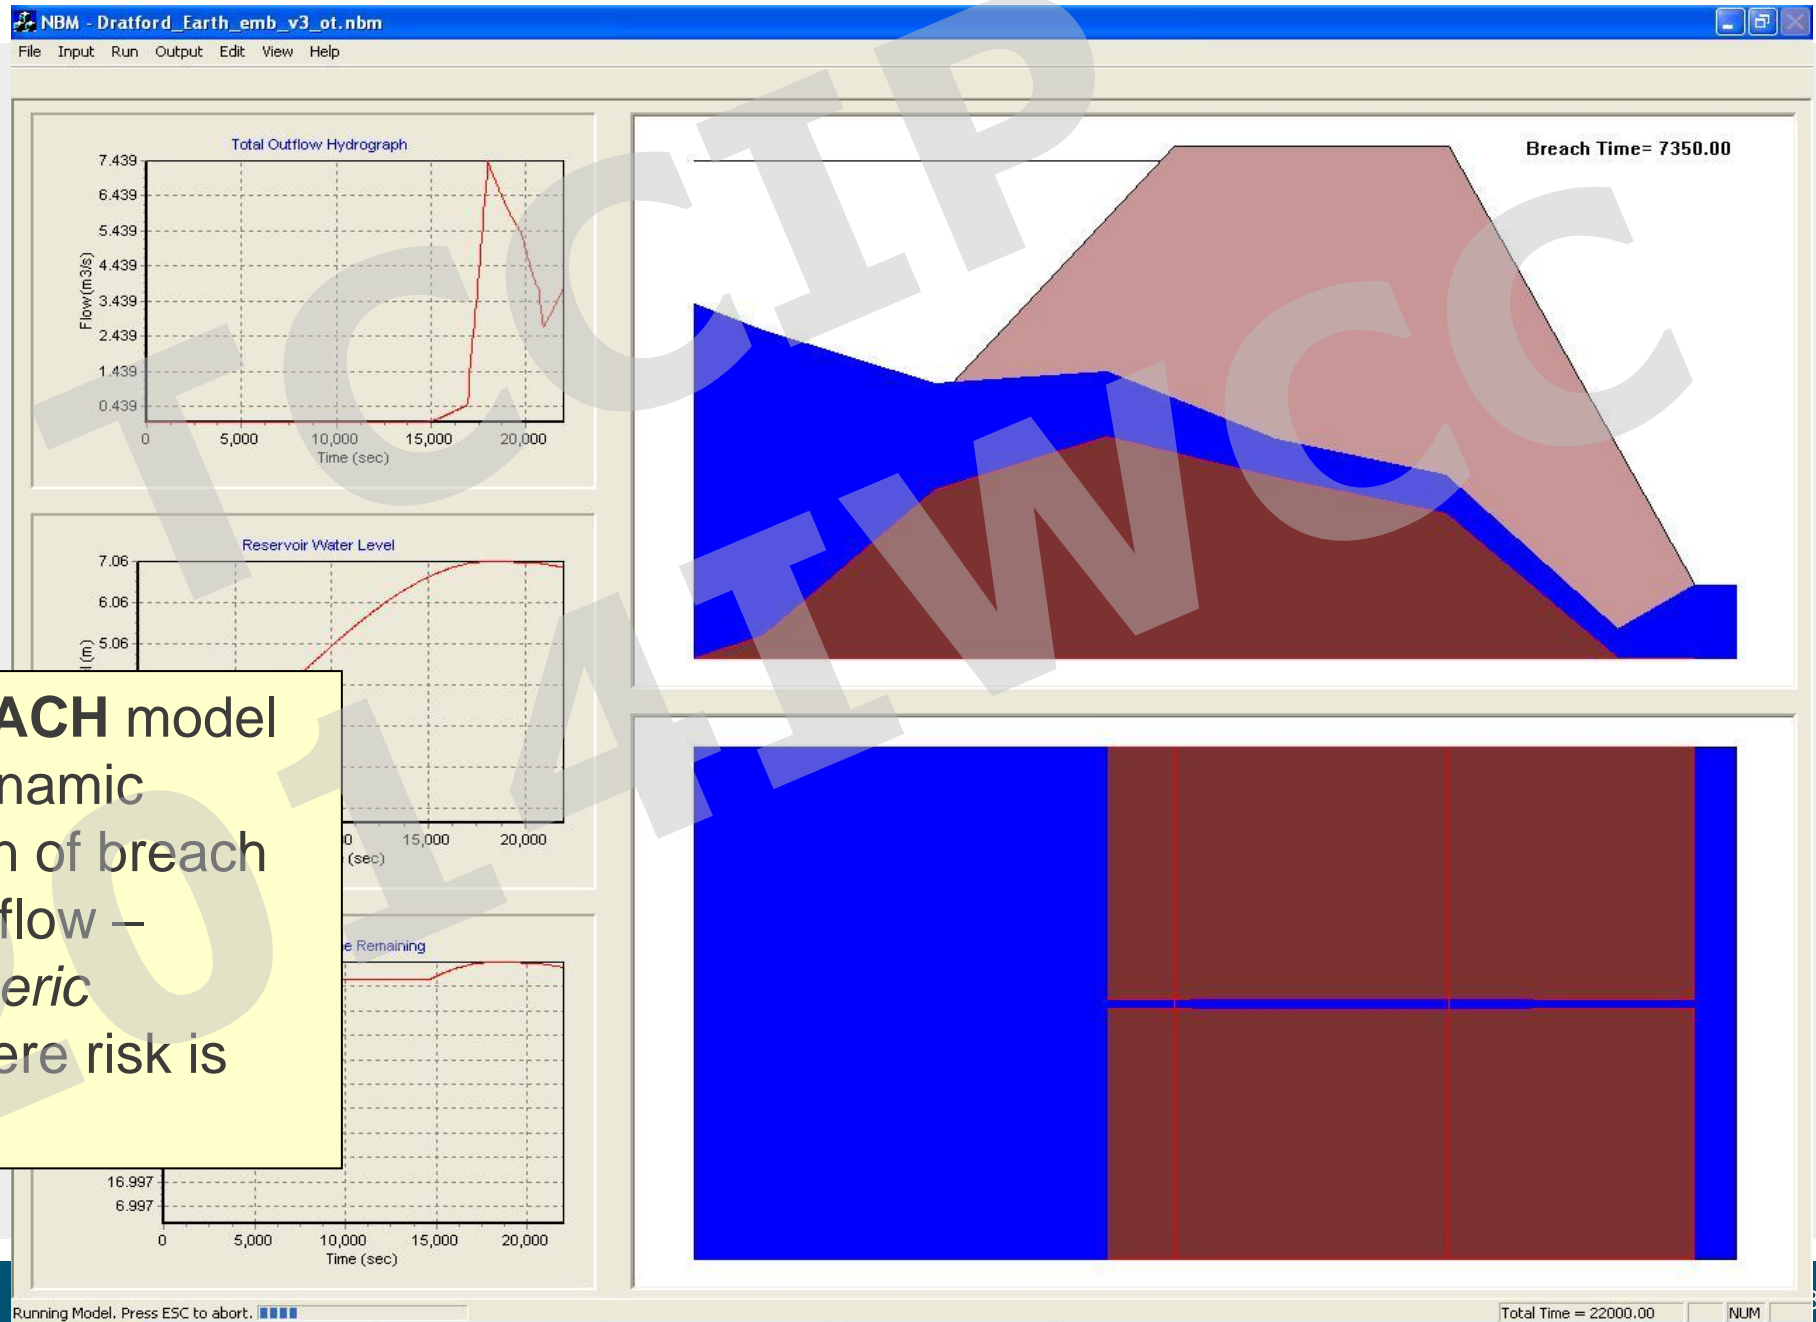 NBM - Dratford_Earth_emb_v3_ot.nbm
File Input Run Output Edit View Help
Total Outflow Hydrograph
7.439
6.439
5.439
4.439
3.439
2.439
1.439
0.439
Flow(m3/s)
0 5,000 10,000 15,000 20,000
Time (sec)
Reservoir Water Level
7.06
6.06
5.06
(m)
0 15,000 20,000
(sec)
Remaining
16.997
6.997
0 5,000 10,000 15,000 20,000
Time (sec)
ACH model
namic
n of breach
flow –
eric
ere risk is
Breach Time= 7350.00
TCCIP
2014IWCC
Running Model. Press ESC to abort.
Total Time = 22000.00 NUM